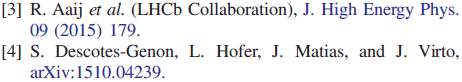 [3] R. Aaij et al. (LHCb Collaboration), J. High Energy Phys.
09 (2015) 179.
[4] S. Descotes-Genon, L. Hofer, J. Matias, and J. Virto,
arXiv:1510.04239.